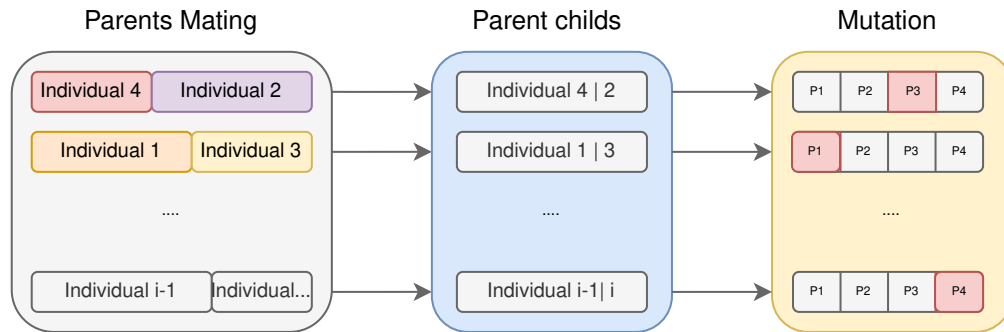 Parents Mating
Parent childs
Mutation
Individual 4 Individual 2
Individual 4 | 2
P1 P2 P3 P4
Individual 1 Individual 3
Individual 1 | 3
P1 P2 P3 P4
....
....
....
Individual i-1 Individual...
Individual i-1| i
P1 P2 P3 P4